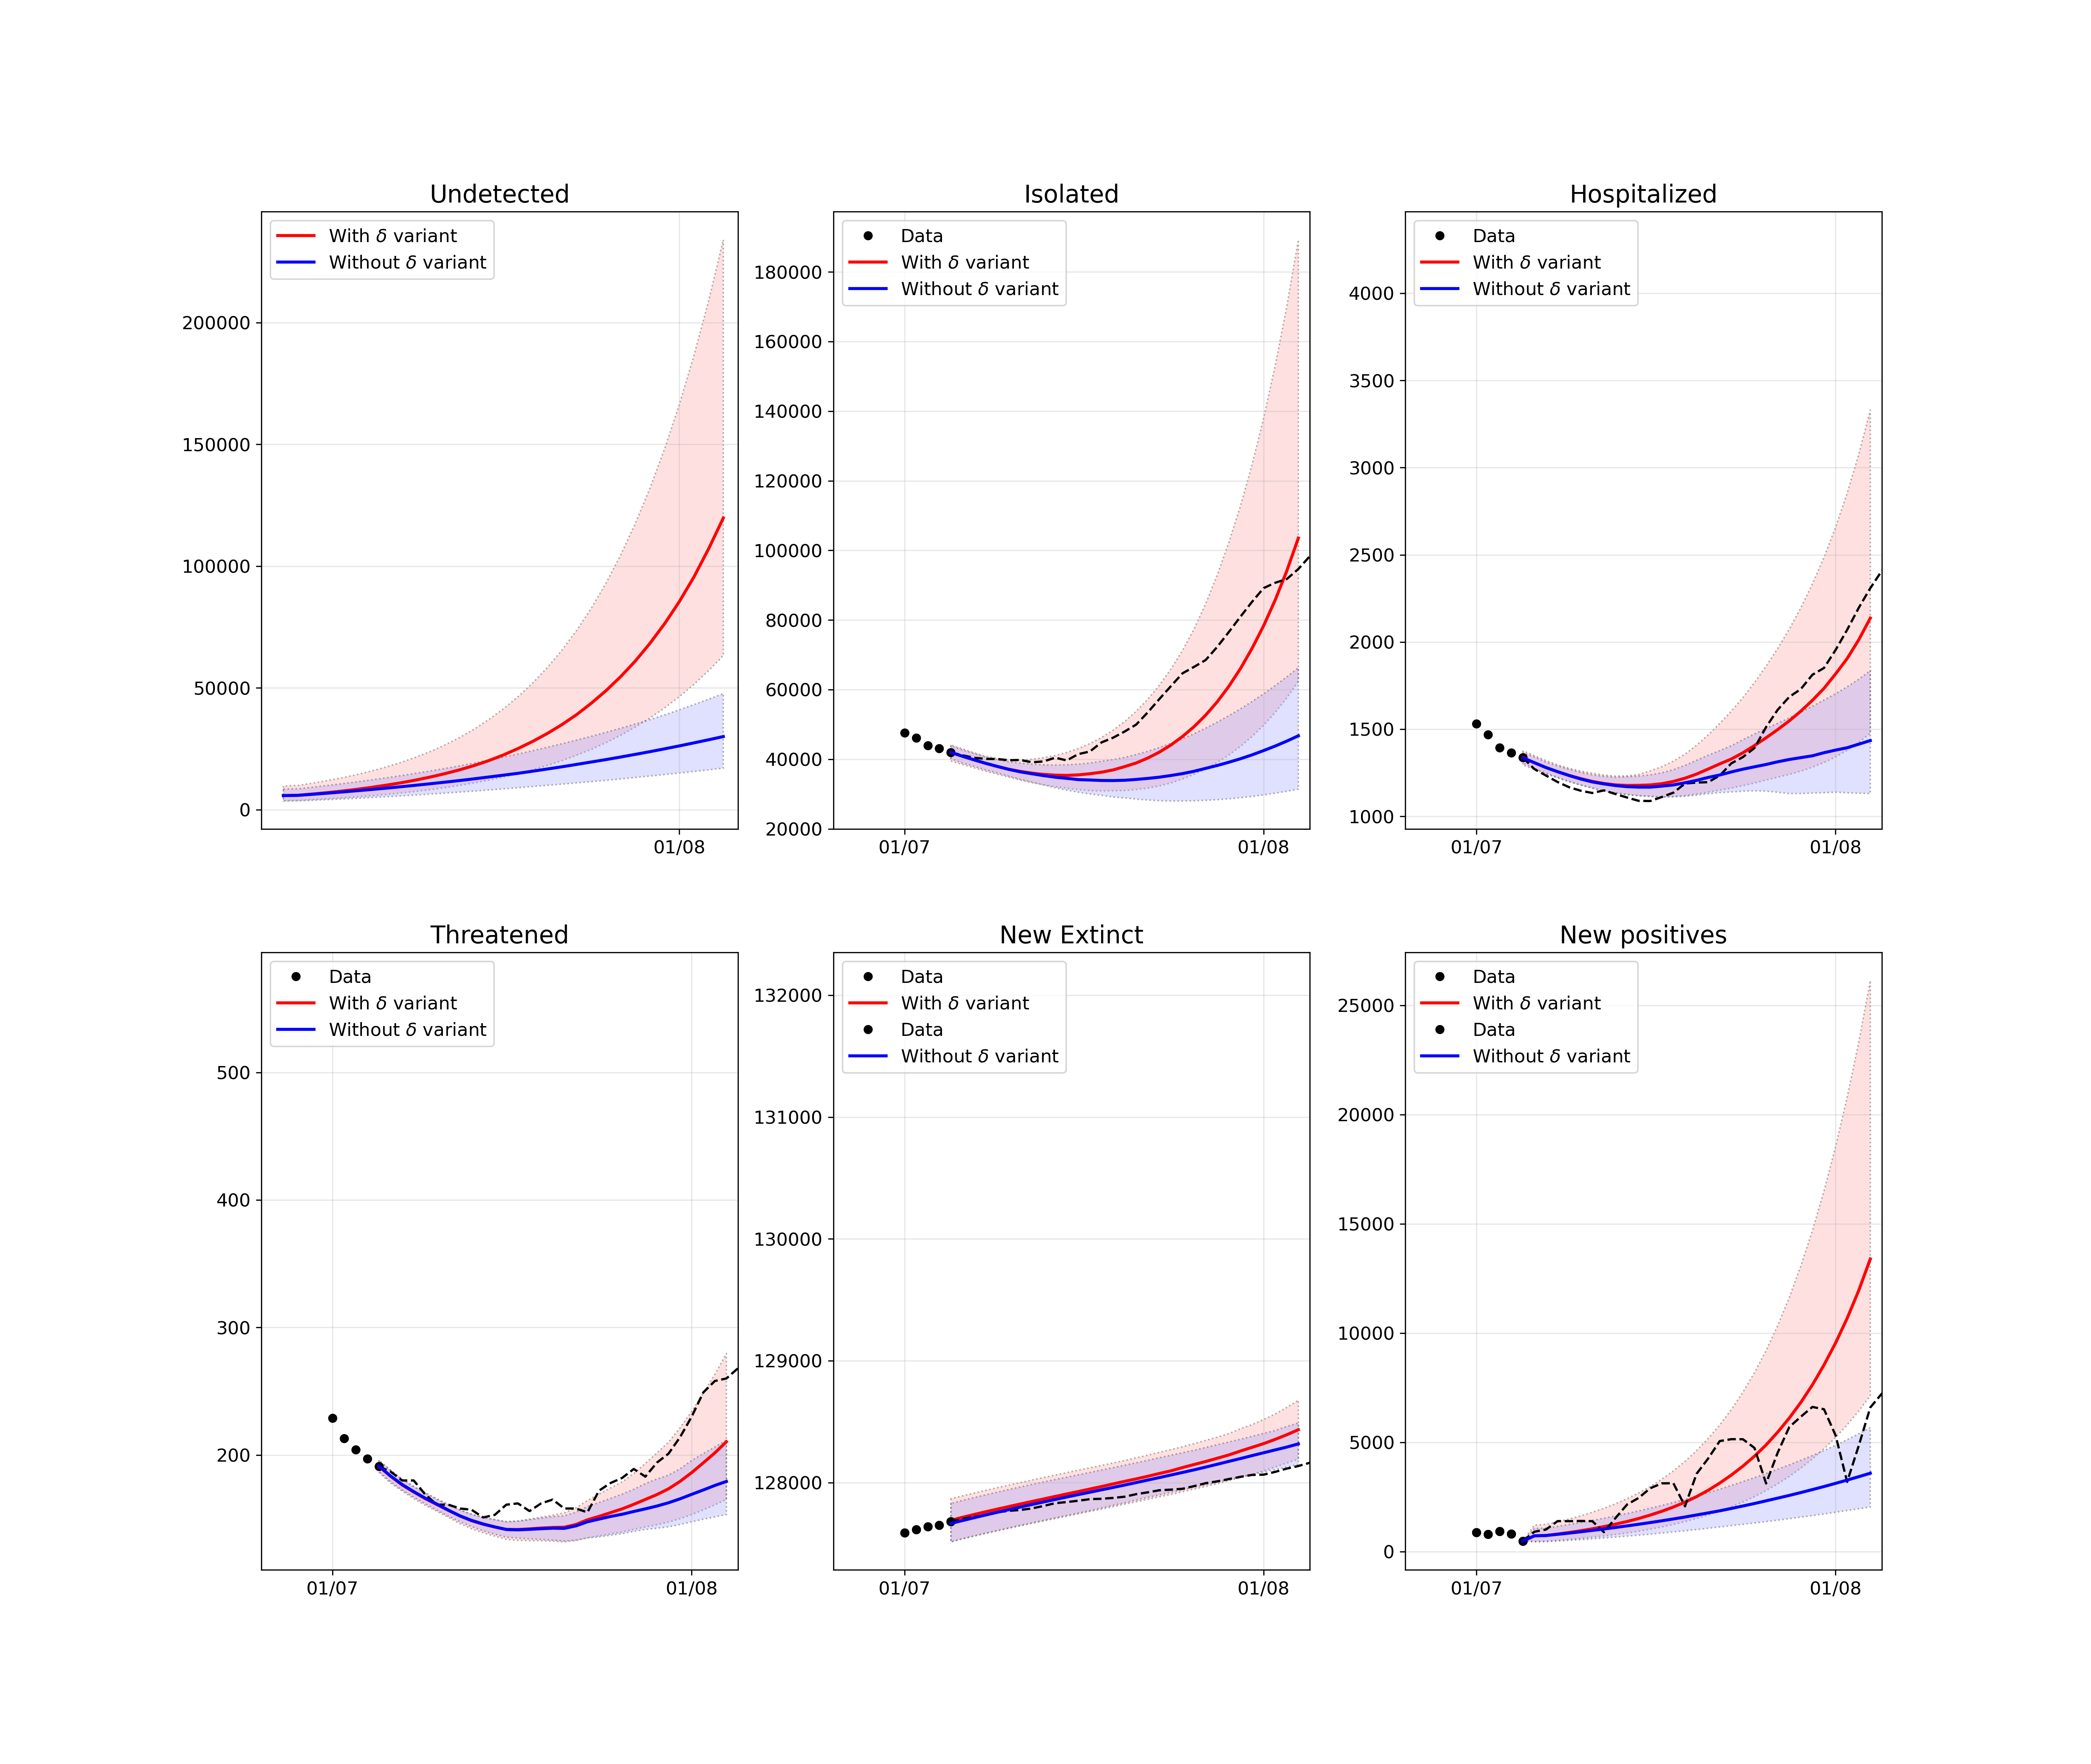 Undetected
With δ variant
Without δ variant
200000
150000
100000
50000
0
01/08
Isolated
Data
With δ variant
Without δ variant
180000
160000
140000
120000
100000
80000
60000
40000
20000
01/07
01/08
Hospitalized
Data
With δ variant
Without δ variant
4000
3500
3000
2500
2000
1500
1000
01/07
01/08
Threatened
Data
With δ variant
Without δ variant
500
400
300
200
01/07
01/08
New Extinct
Data
With δ variant
Data
Without δ variant
132000
131000
130000
129000
128000
01/07
01/08
New positives
Data
With δ variant
Data
Without δ variant
25000
20000
15000
10000
5000
0
01/07
01/08